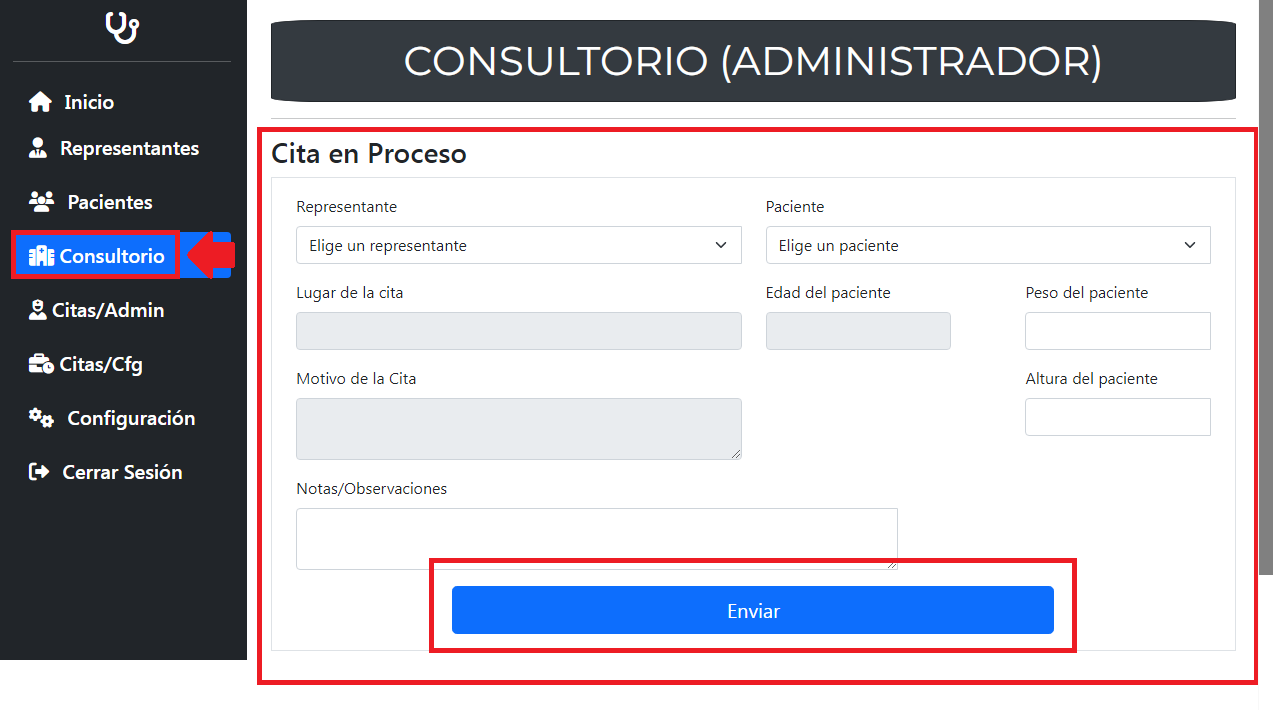 Inicio
Representantes
Pacientes
Consultorio
Citas/Admin
Citas/Cfg
Configuración
Cerrar Sesión
CONSULTORIO (ADMINISTRADOR)
Cita en Proceso
Representante Paciente
Elige un representante Elige un paciente
Lugar de la cita Edad del paciente Peso del paciente
Motivo de la Cita Altura del paciente
Notas/Observaciones
Enviar